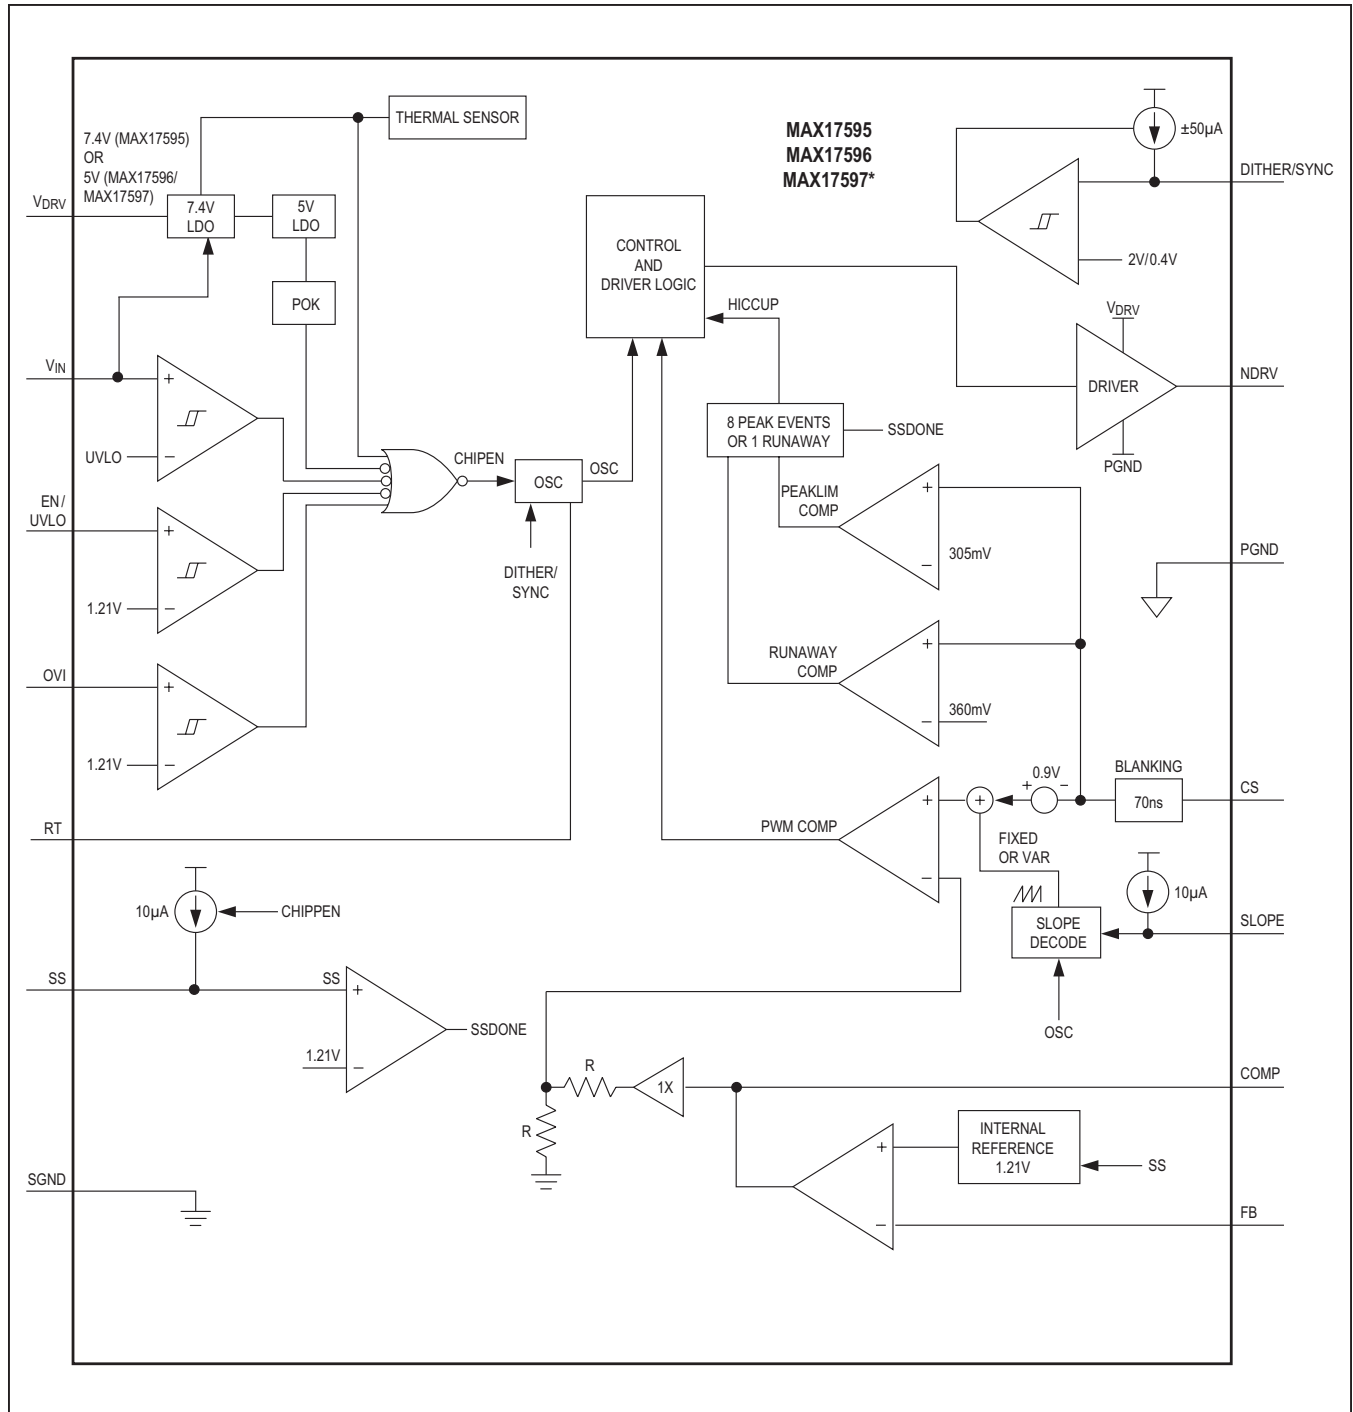 THERMAL SENSOR
7.4V (MAX17595)
OR
5V (MAX17596/
MAX17597)
MAX17595
MAX17596
MAX17597*
±50µA
DITHER/SYNC
VDRV
7.4V
LDO
5V
LDO
CONTROL
AND
DRIVER LOGIC
2V/0.4V
POK
HICCUP
VDRV
VIN
+
DRIVER
NDRV
8 PEAK EVENTS
OR 1 RUNAWAY
SSDONE
UVLO
−
CHIPEN
OSC
OSC
PGND
EN /
UVLO
+
PEAKLIM
COMP
+
305mV
−
PGND
DITHER/
SYNC
1.21V
−
RUNAWAY
COMP
+
OVI
+
360mV
−
1.21V
−
0.9V
+
−
BLANKING
70ns
CS
+
+
RT
PWM COMP
FIXED
OR VAR
−
10µA
CHIPPEN
10µA
SLOPE
DECODE
SLOPE
SS
SS
+
SSDONE
OSC
1.21V
−
R
1X
COMP
R
+
INTERNAL
REFERENCE
1.21V
SS
SGND
−
FB